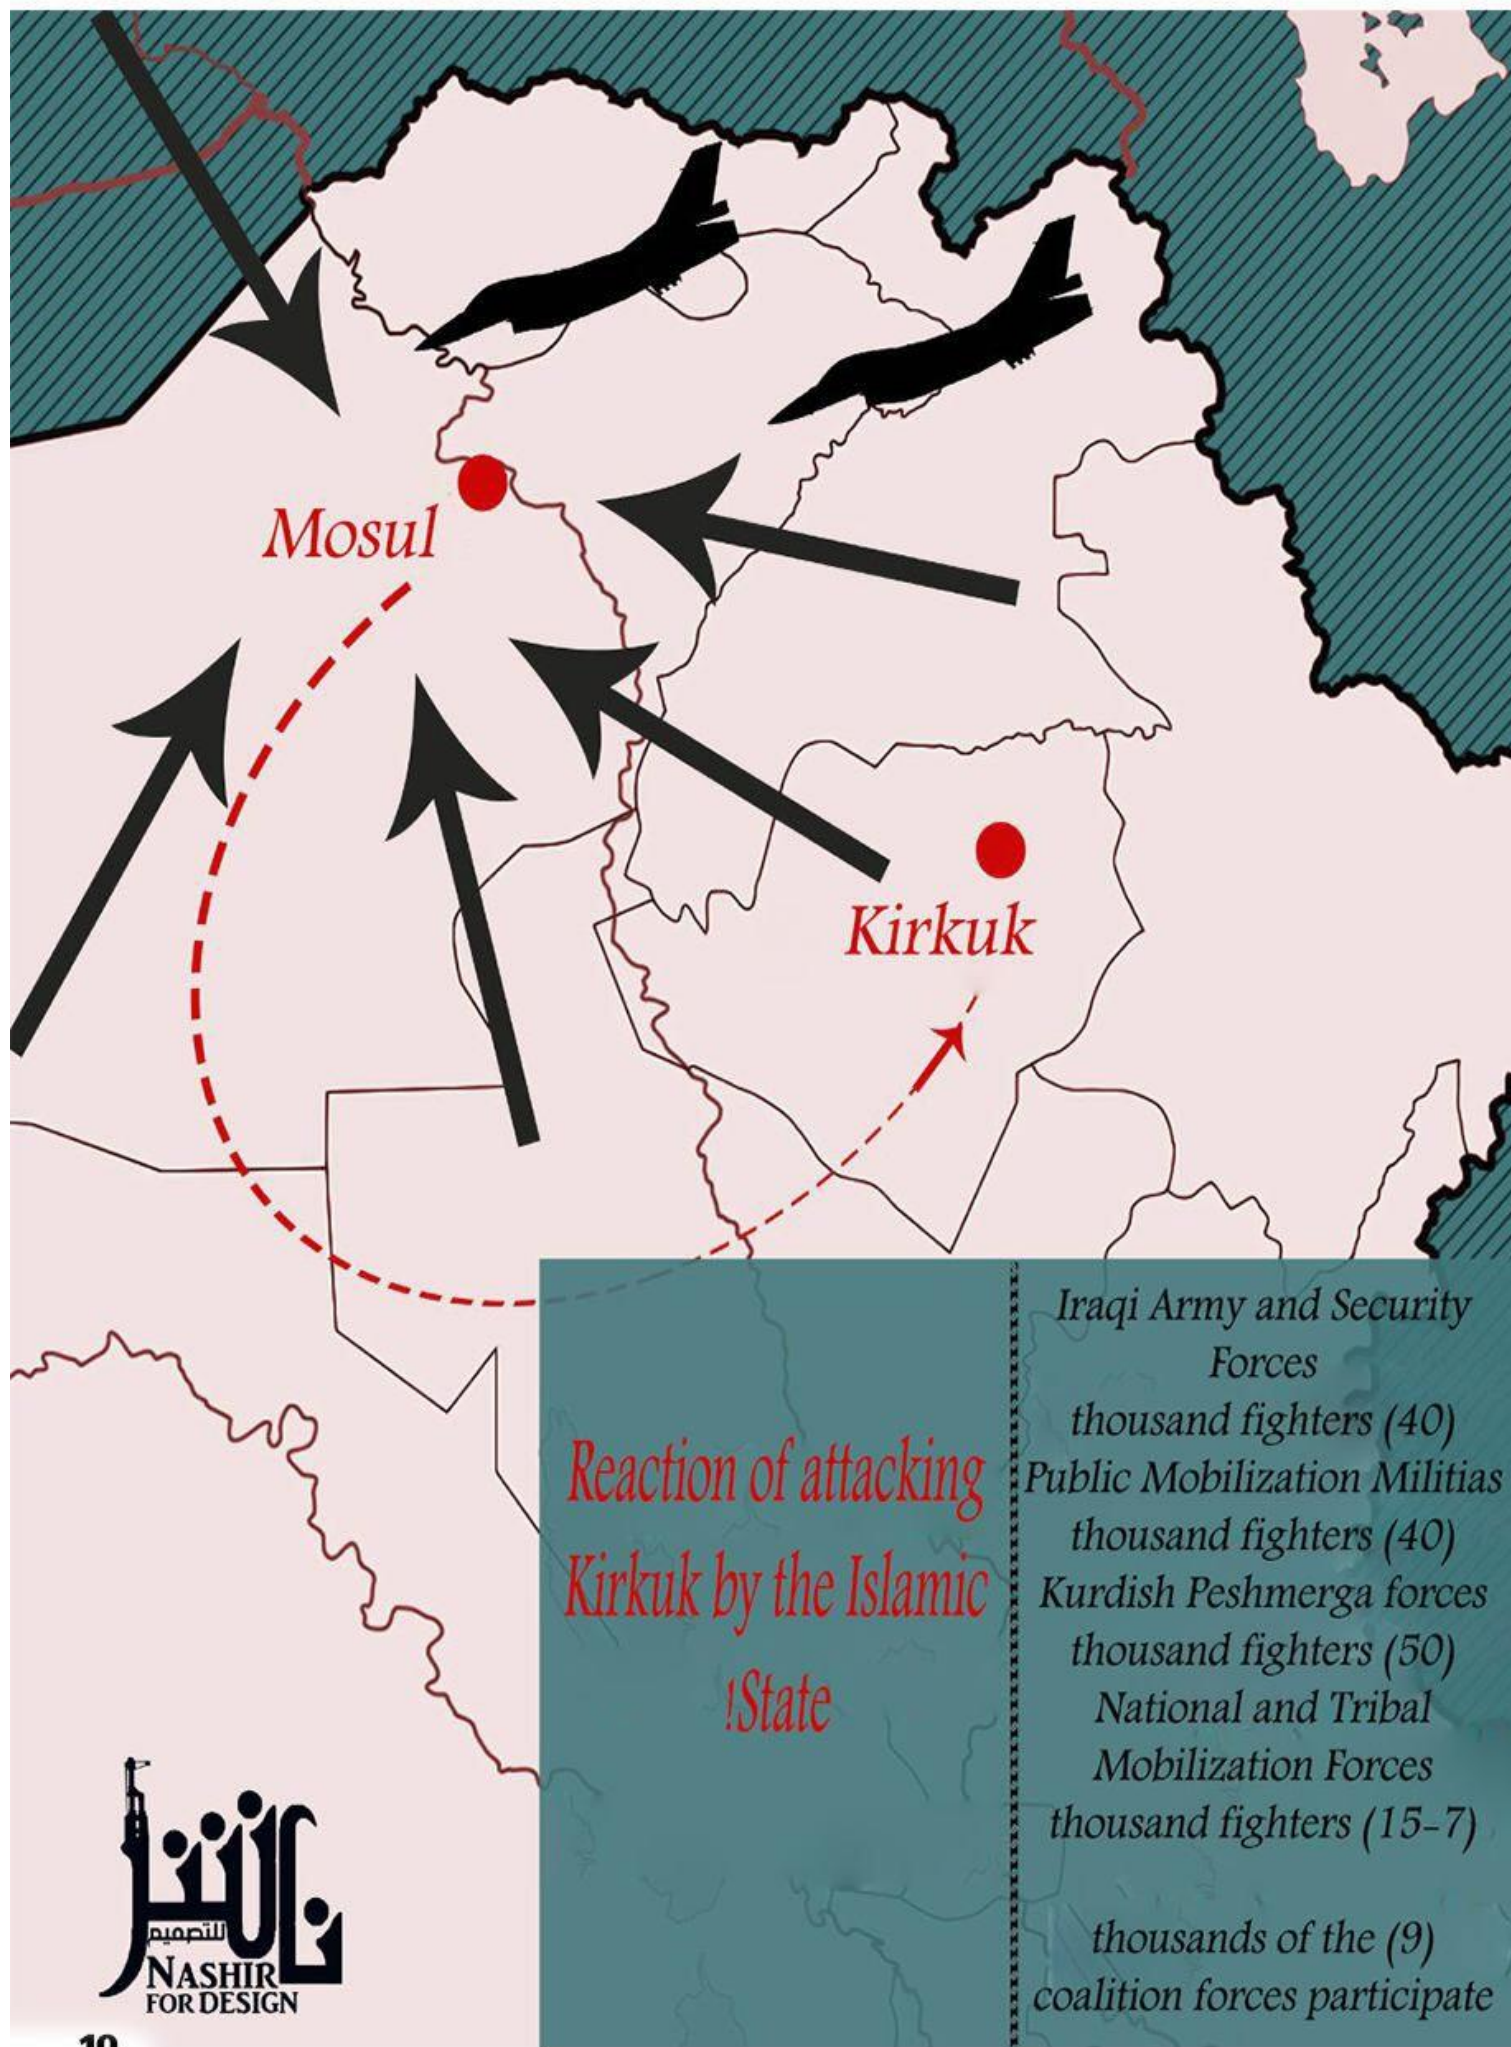 Mosul
Kirkuk
Reaction of attacking
Kirkuk by the Islamic
!State
Iraqi Army and Security
Forces
thousand fighters (40)
Public Mobilization Militias
thousand fighters (40)
Kurdish Peshmerga forces
thousand fighters (50)
National and Tribal
Mobilization Forces
thousand fighters (15-7)
thousands of the (9)
coalition forces participate
ناشر
للتصميم
NASHIR
FOR DESIGN